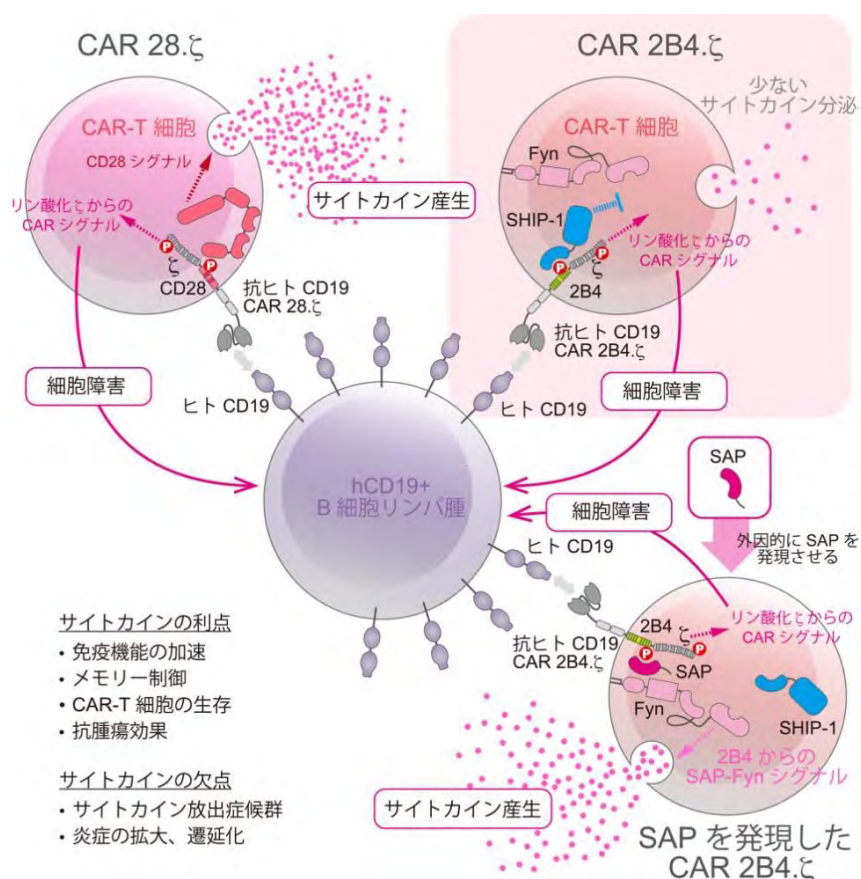 CAR 28.ζ
CAR-T 細胞
CD28 シグナル
リン酸化ζからの
CAR シグナル
P
P
ζ
CD28
抗ヒト CD19
CAR 28.ζ
サイトカイン産生
細胞障害
ヒト CD19
CAR 2B4.ζ
少ない
サイトカイン分泌
CAR-T 細胞
Fyn
SHIP-1
リン酸化ζからの
CAR シグナル
P
P
ζ
2B4
抗ヒト CD19
CAR 2B4.ζ
細胞障害
ヒト CD19
hCD19+
B 細胞リンパ腫
SAP
外因的に SAP を
発現させる
細胞障害
ヒト CD19
抗ヒト CD19
CAR 2B4.ζ
2B4
ζ
P
P
リン酸化ζからの
CAR シグナル
SAP
Fyn
SHIP-1
2B4 からの
SAP-Fyn シグナル
サイトカイン産生
SAP を発現した
CAR 2B4.ζ
サイトカインの利点
・免疫機能の加速
・メモリー制御
・CAR-T 細胞の生存
・抗腫瘍効果
サイトカインの欠点
・サイトカイン放出症候群
・炎症の拡大、遷延化